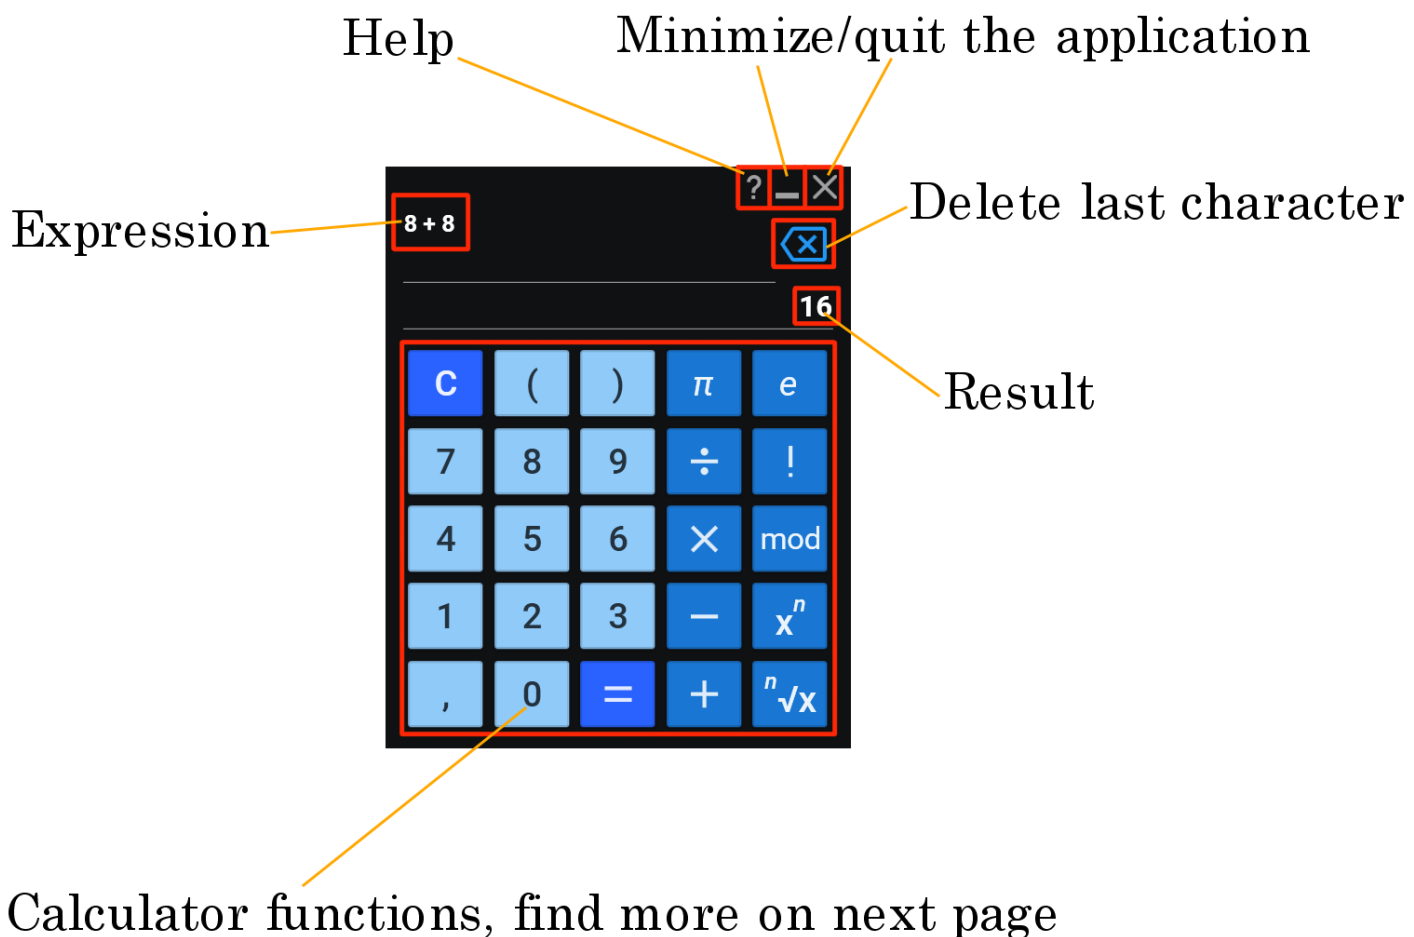 Help
Minimize/quit the application
?
Delete last character
Expression
8 + 8
16
Result
C ( ) π e
7 8 9 ÷ !
4 5 6 × mod
1 2 3 − xⁿ
, 0 = + ⁿ√x
Calculator functions, find more on next page